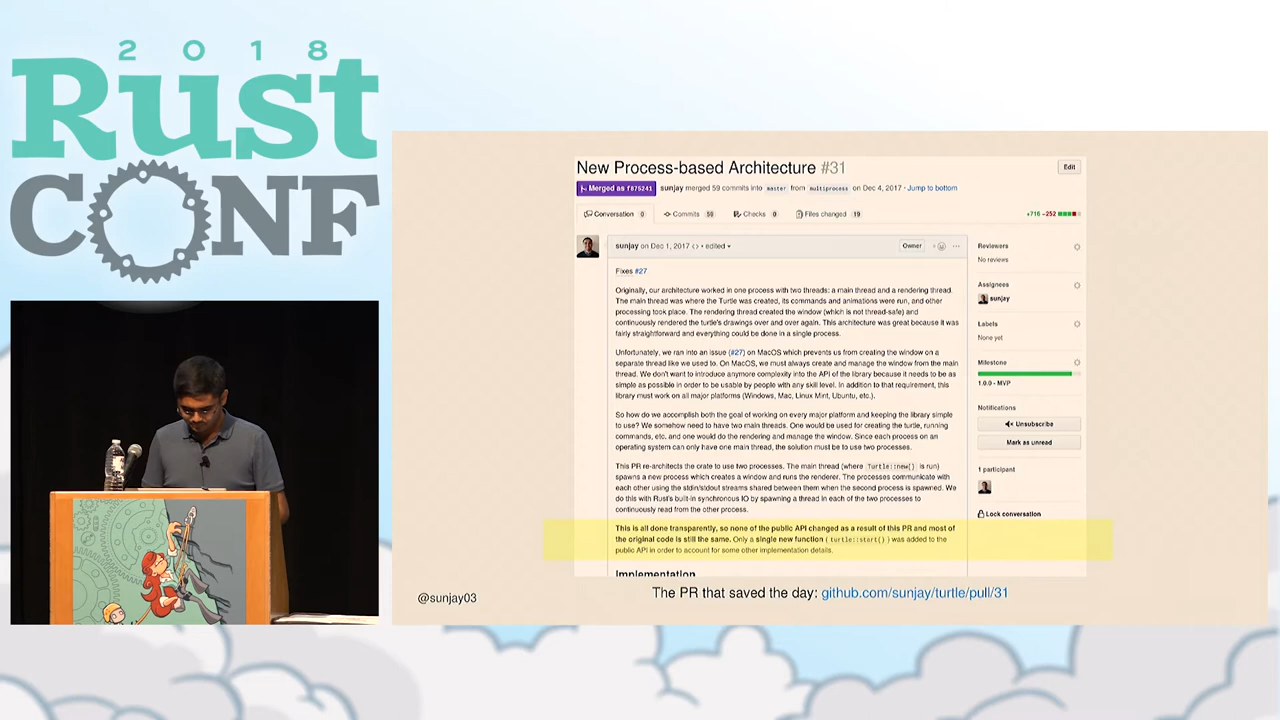 2018
Rust
CONF
New Process-based Architecture #31
Edit
Merged as f875241 sunjay merged 59 commits into master from multiprocess on Dec 4, 2017 · Jump to bottom
Conversation 0 Commits 59 Checks 0 Files changed 19 +716 −252
sunjay on Dec 1, 2017 <> • edited Owner
Fixes #27
Originally, our architecture worked in one process with two threads: a main thread and a rendering thread.
The main thread was where the Turtle was created, its commands and animations were run, and other
processing took place. The rendering thread created the window (which is not thread-safe) and
continuously rendered the turtle's drawings over and over again. This architecture was great because it was
fairly straightforward and everything could be done in a single process.
Unfortunately, we ran into an issue (#27) on MacOS which prevents us from creating the window on a
separate thread like we used to. On MacOS, we must always create and manage the window from the main
thread. We don't want to introduce anymore complexity into the API of the library because it needs to be as
simple as possible in order to be usable by people with any skill level. In addition to that requirement, this
library must work on all major platforms (Windows, Mac, Linux Mint, Ubuntu, etc.).
So how do we accomplish both the goal of working on every major platform and keeping the library simple
to use? We somehow need to have two main threads. One would be used for creating the turtle, running
commands, etc. and one would do the rendering and manage the window. Since each process on an
operating system can only have one main thread, the solution must be to use two processes.
This PR re-architects the crate to use two processes. The main thread (where Turtle::new() is run)
spawns a new process which creates a window and runs the renderer. The processes communicate with
each other using the stdin/stdout streams shared between them when the second process is spawned. We
do this with Rust's built-in synchronous IO by spawning a thread in each of the two processes to
continuously read from the other process.
This is all done transparently, so none of the public API changed as a result of this PR and most of
the original code is still the same. Only a single new function ( turtle::start() ) was added to the
public API in order to account for some other implementation details.
Implementation
Reviewers
No reviews
Assignees
sunjay
Labels
None yet
Milestone
1.0.0 - MVP
Notifications
Unsubscribe
Mark as unread
1 participant
Lock conversation
@sunjay03
The PR that saved the day: github.com/sunjay/turtle/pull/31